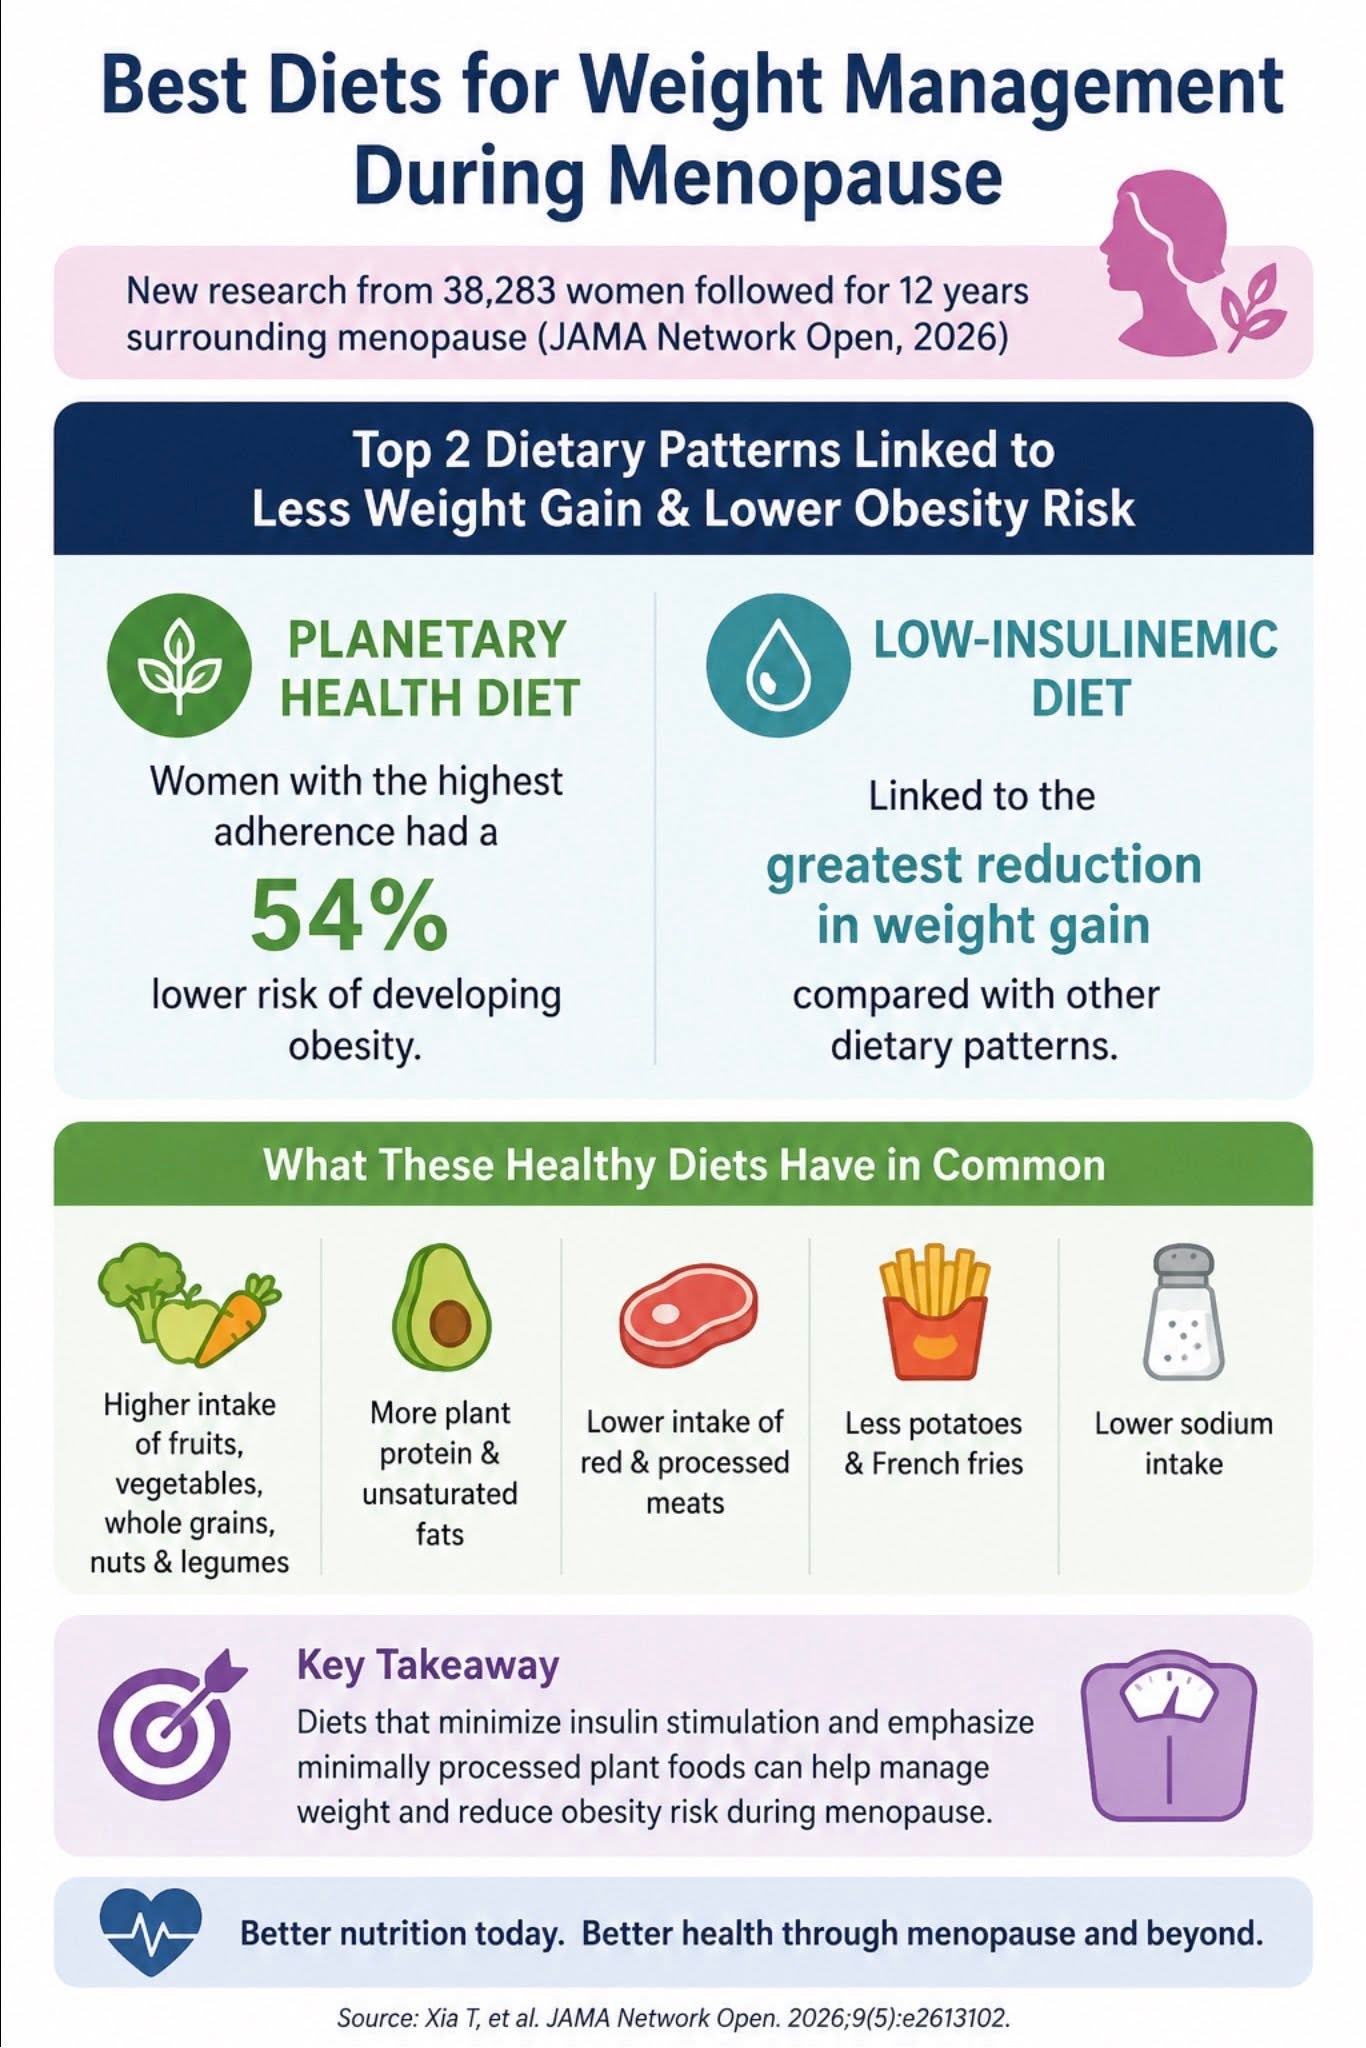 Best Diets for Weight Management
During Menopause
New research from 38,283 women followed for 12 years
surrounding menopause (JAMA Network Open, 2026)
Top 2 Dietary Patterns Linked to
Less Weight Gain & Lower Obesity Risk
PLANETARY
HEALTH DIET
Women with the highest
adherence had a
54%
lower risk of developing
obesity.
LOW-INSULINEMIC
DIET
Linked to the
greatest reduction
in weight gain
compared with other
dietary patterns.
What These Healthy Diets Have in Common
Higher intake
of fruits,
vegetables,
whole grains,
nuts & legumes
More plant
protein &
unsaturated
fats
Lower intake of
red & processed
meats
Less potatoes
& French fries
Lower sodium
intake
Key Takeaway
Diets that minimize insulin stimulation and emphasize
minimally processed plant foods can help manage
weight and reduce obesity risk during menopause.
Better nutrition today. Better health through menopause and beyond.
Source: Xia T, et al. JAMA Network Open. 2026;9(5):e2613102.